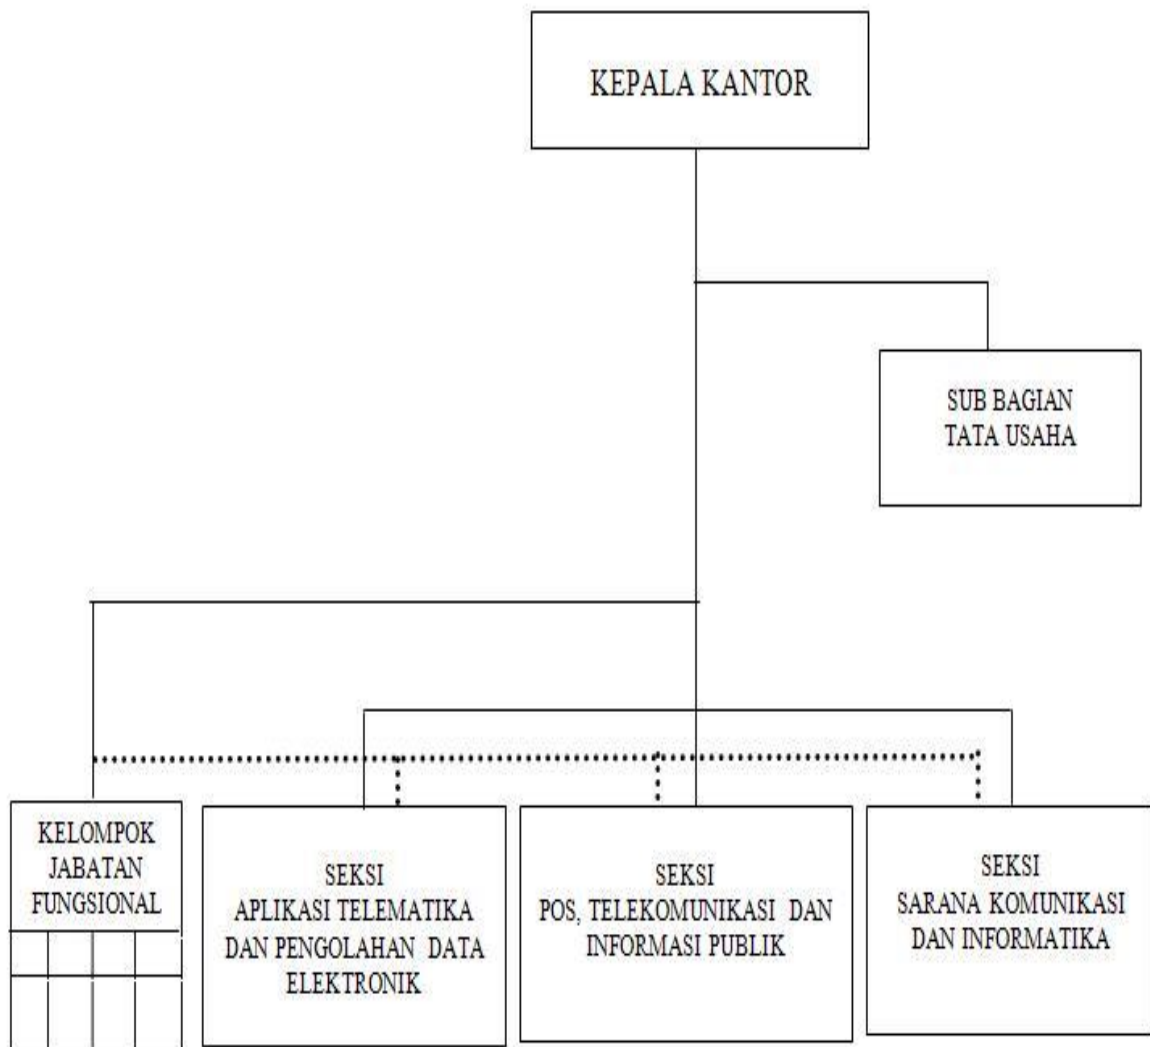 KEPALA KANTOR
SUB BAGIAN
TATA USAHA
KELOMPOK
JABATAN
FUNGSIONAL
SEKSI
APLIKASI TELEMATIKA
DAN PENGOLAHAN DATA
ELEKTRONIK
SEKSI
POS, TELEKOMUNIKASI DAN
INFORMASI PUBLIK
SEKSI
SARANA KOMUNIKASI
DAN INFORMATIKA